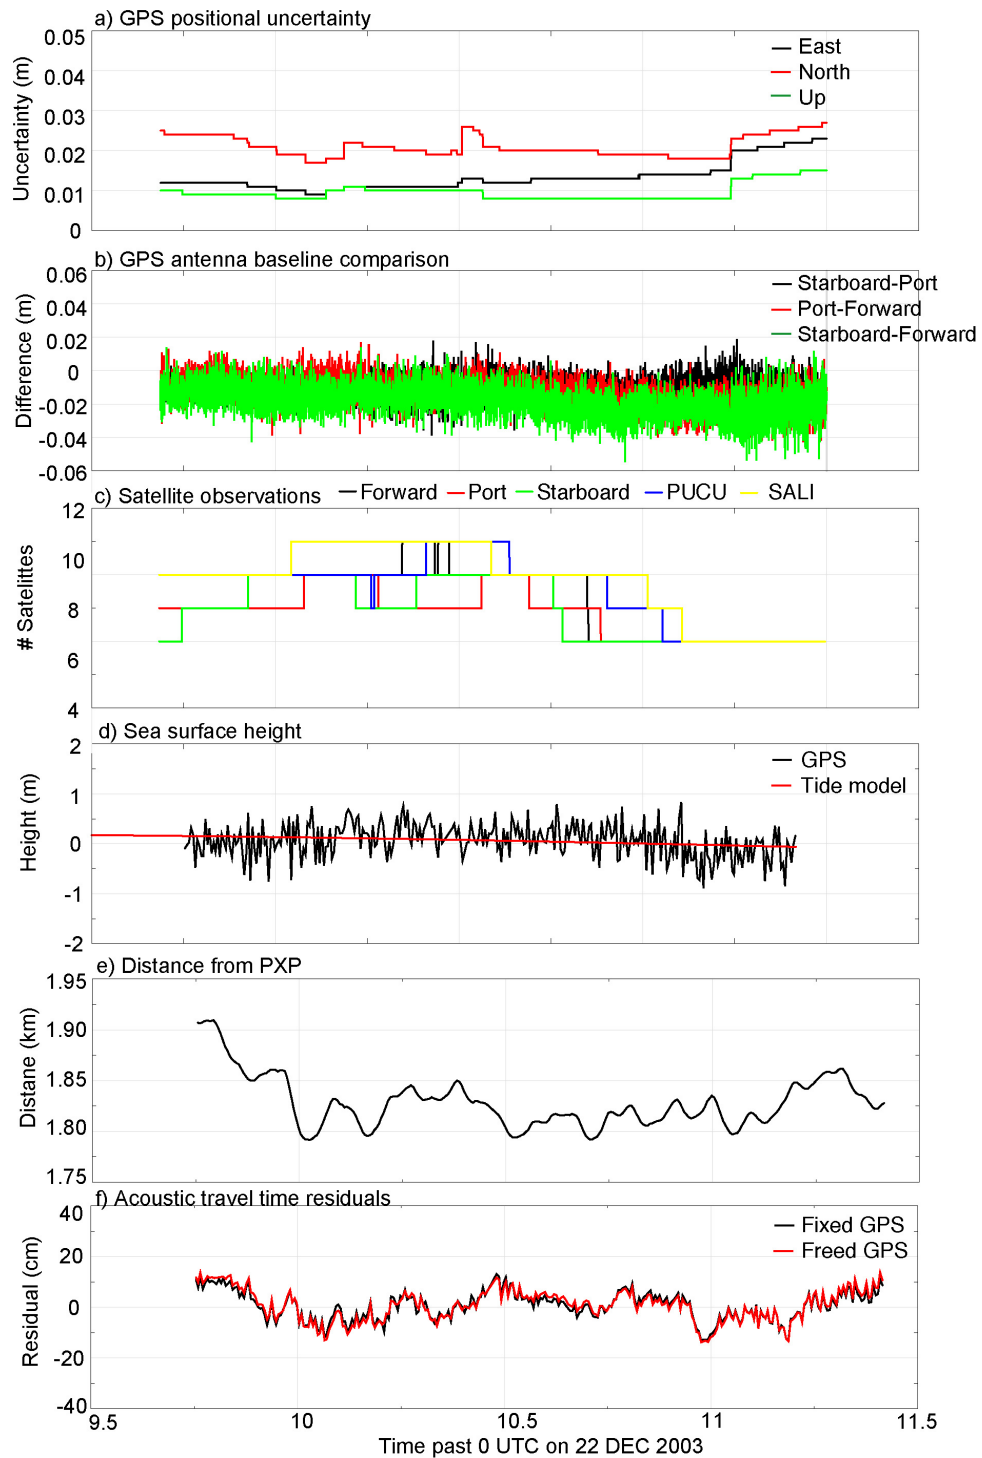 a) GPS positional uncertainty
0.05
0.04
0.03
0.02
0.01
0
Uncertainty (m)
East
North
Up
b) GPS antenna baseline comparison
0.06
0.04
0.02
0
-0.02
-0.04
-0.06
Difference (m)
Starboard-Port
Port-Forward
Starboard-Forward
c) Satellite observations
Forward
Port
Starboard
PUCU
SALI
12
10
8
6
4
# Satelittes
d) Sea surface height
2
1
0
-1
-2
Height (m)
GPS
Tide model
e) Distance from PXP
1.95
1.90
1.85
1.80
1.75
Distane (km)
f) Acoustic travel time residuals
40
20
0
-20
-40
Residual (cm)
Fixed GPS
Freed GPS
9.5
10
10.5
11
11.5
Time past 0 UTC on 22 DEC 2003